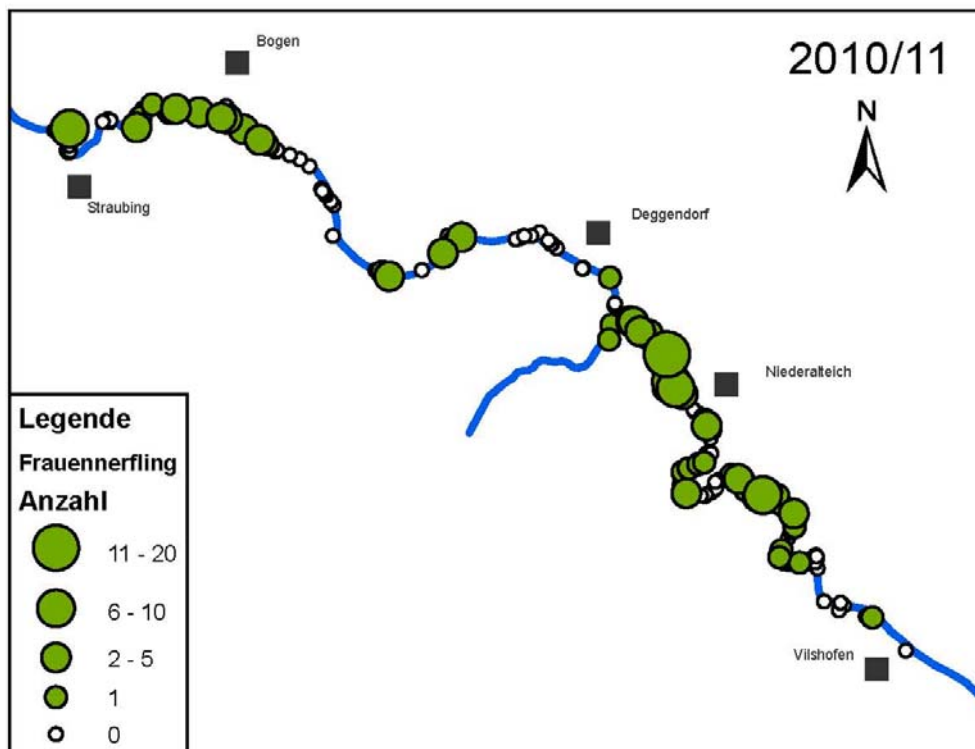 2010/11
N
Bogen
Straubing
Deggendorf
Niederalteich
Vilshofen
Legende
Frauennerfling
Anzahl
11 - 20
6 - 10
2 - 5
1
0